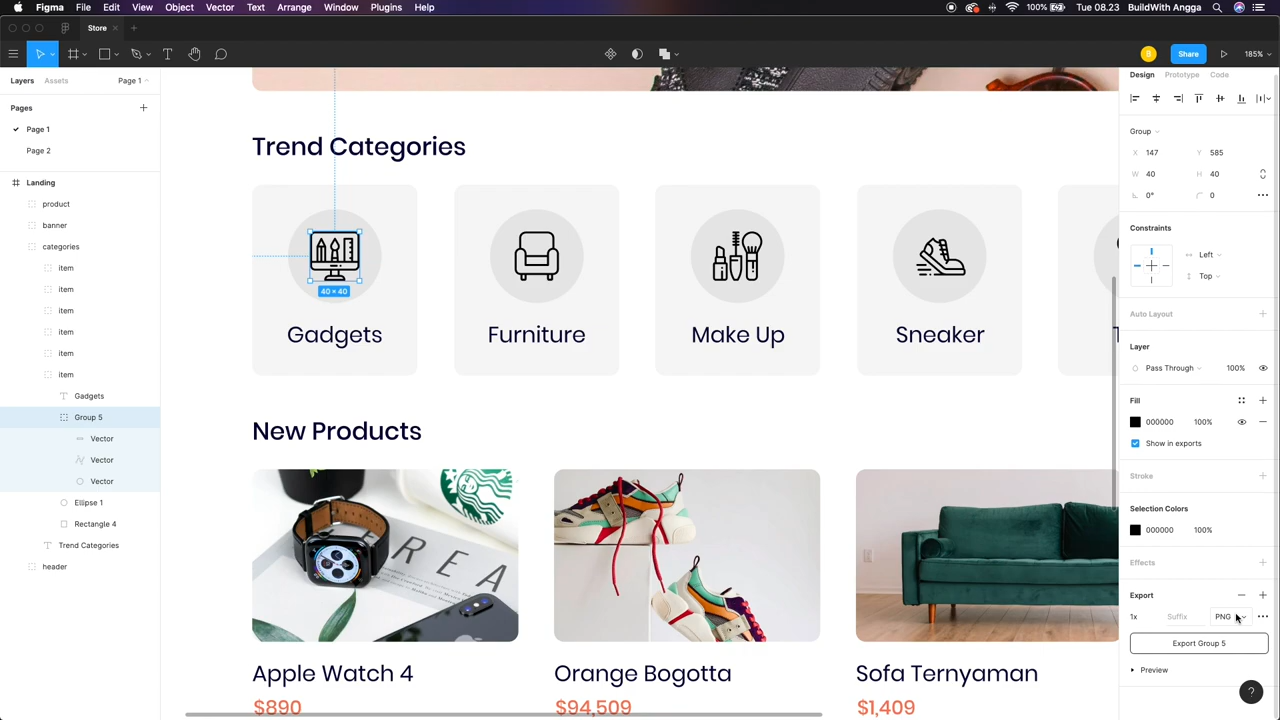 Figma File Edit View Object Vector Text Arrange Window Plugins Help
100% Tue 08.23 BuildWith Angga
Store
B Share 185%
Layers Assets Page 1
Pages
Page 1
Page 2
Landing
product
banner
categories
item
item
item
item
item
item
Gadgets
Group 5
Vector
Vector
Vector
Ellipse 1
Rectangle 4
Trend Categories
header
Trend Categories
40 × 40
Gadgets
Furniture
Make Up
Sneaker
New Products
R E A
Apple Watch 4
$890
Orange Bogotta
$94,509
Sofa Ternyaman
$1,409
Design Prototype Code
Group
X 147 Y 585
W 40 H 40
0° 0
Constraints
Left
Top
Auto Layout
Layer
Pass Through 100%
Fill
000000 100%
Show in exports
Stroke
Selection Colors
000000 100%
Effects
Export
1x Suffix PNG
Export Group 5
Preview
?